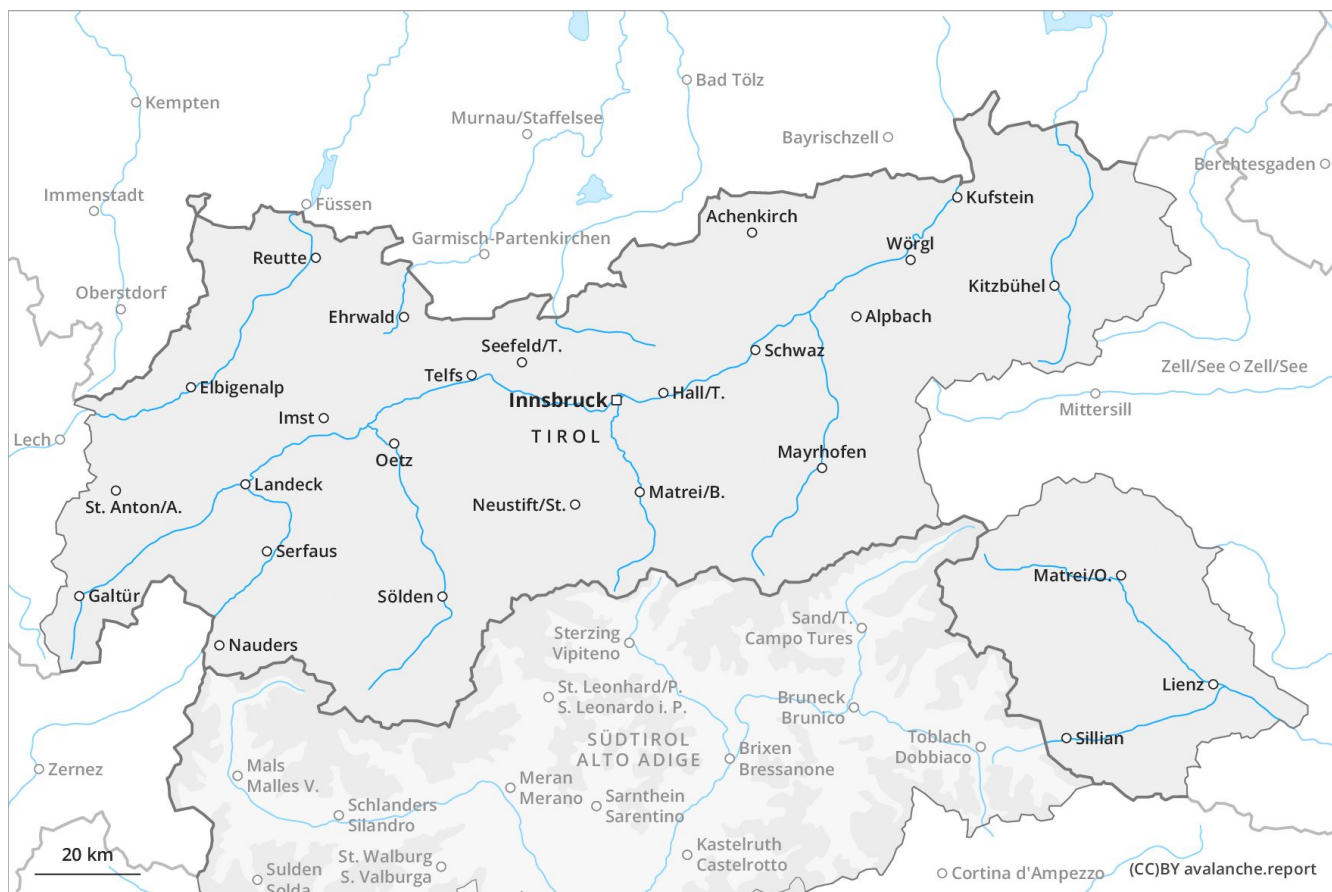 Bad Tölz
Kempten
Murnau/Staffelsee
Bayrischzell
Berchtesgaden
Immenstadt
Füssen
Kufstein
Achenkirch
Garmisch-Partenkirchen
Wörgl
Reutte
Kitzbühel
Oberstdorf
Ehrwald
Alpbach
Seefeld/T.
Schwaz
Zell/See
Zell/See
Telfs
Elbigenalp
Hall/T.
Innsbruck
Mittersill
Imst
TIROL
Lech
Oetz
Mayrhofen
Landeck
St. Anton/A.
Neustift/St.
Matrei/B.
Serfaus
Matrei/O.
Galtür
Sölden
Sand/T.
Campo Tures
Sterzing
Vipiteno
Nauders
Lienz
St. Leonhard/P.
S. Leonardo i. P.
Bruneck
Brunico
SÜDTIROL
ALTO ADIGE
Toblach
Dobbiaco
Sillian
Brixen
Bressanone
Zernez
Mals
Malles V.
Meran
Merano
Sarnthein
Sarentino
Schlanders
Silandro
Kastelruth
Castelrotto
20 km
St. Walburg
S. Valburga
Sulden
Solda
Cortina d'Ampezzo
(CC)BY avalanche.report